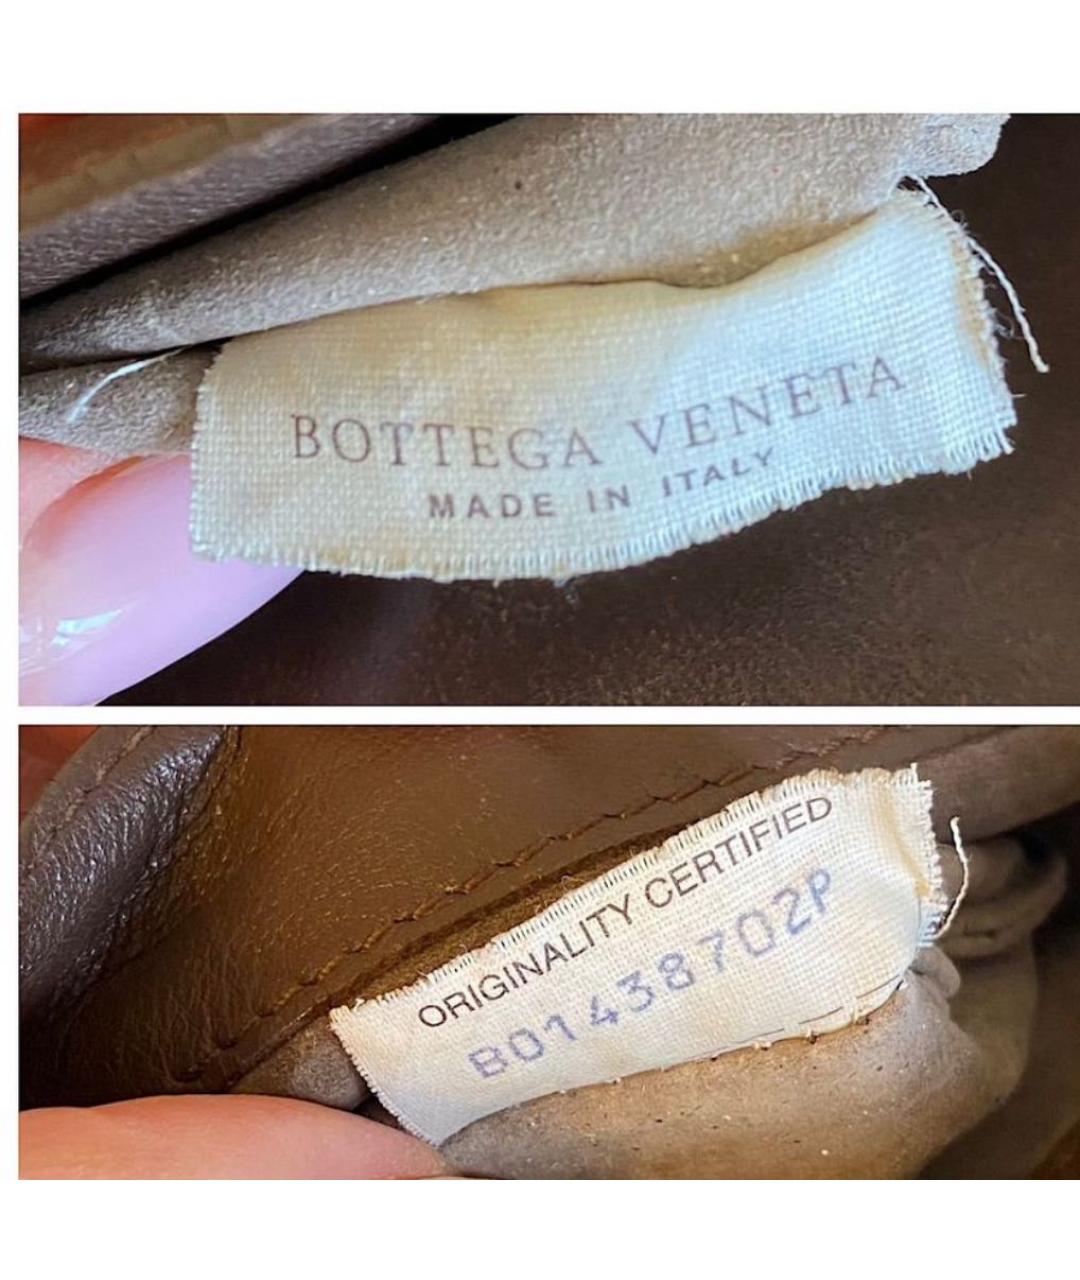 BOTTEGA VENETA
MADE IN ITALY
ORIGINALITY CERTIFIED
B01438702P